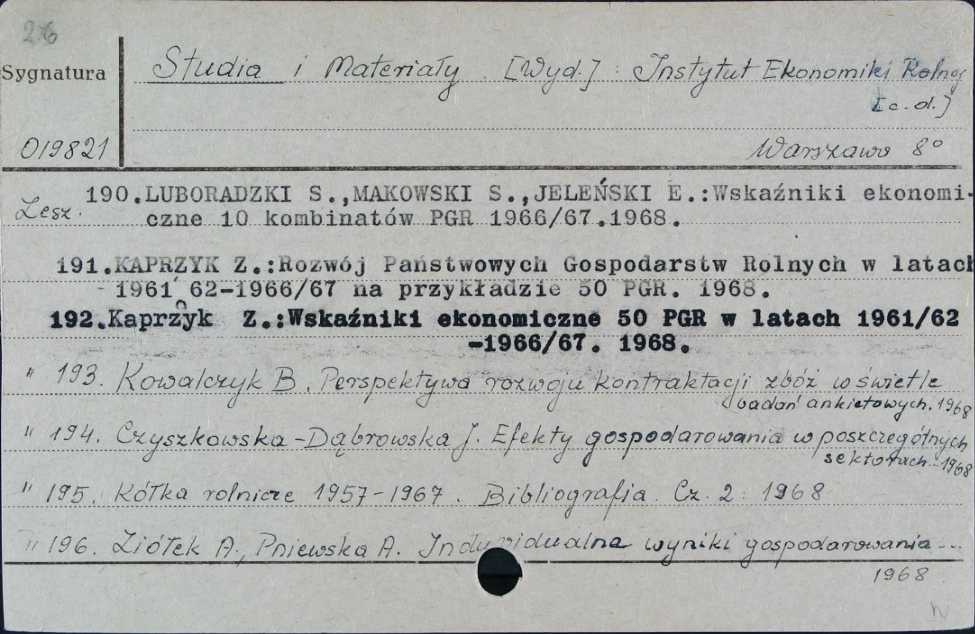 26
Sygnatura
Studia i Materiały. [Wyd.]: Instytut Ekonomiki Rolnej
[c.d.]
019821
Warszawa 8°
190.LUBORADZKI S.,MAKOWSKI S.,JELEŃSKI E.:Wskaźniki ekonomi-
Zesz.
czne 10 kombinatów PGR 1966/67.1968.
191.KAPRZYK Z.:Rozwój Państwowych Gospodarstw Rolnych w latach
1961 62-1966/67 na przykładzie 50 PGR. 1968.
192.Kaprzyk Z.:Wskaźniki ekonomiczne 50 PGR w latach 1961/62
-1966/67. 1968.
" 193. Kowalczyk B. Perspektywa rozwoju kontraktacji zbóż w świetle
badań ankietowych. 1968
" 194. Czyszkowska-Dąbrowska J. Efekty gospodarowania w poszczególnych
sektorach. 1968
" 195. Kółka rolnicze 1957-1967. Bibliografia. Cz. 2. 1968
" 196. Ziółek A., Pniewska A. Indywidualna wyniki gospodarowania...
1968